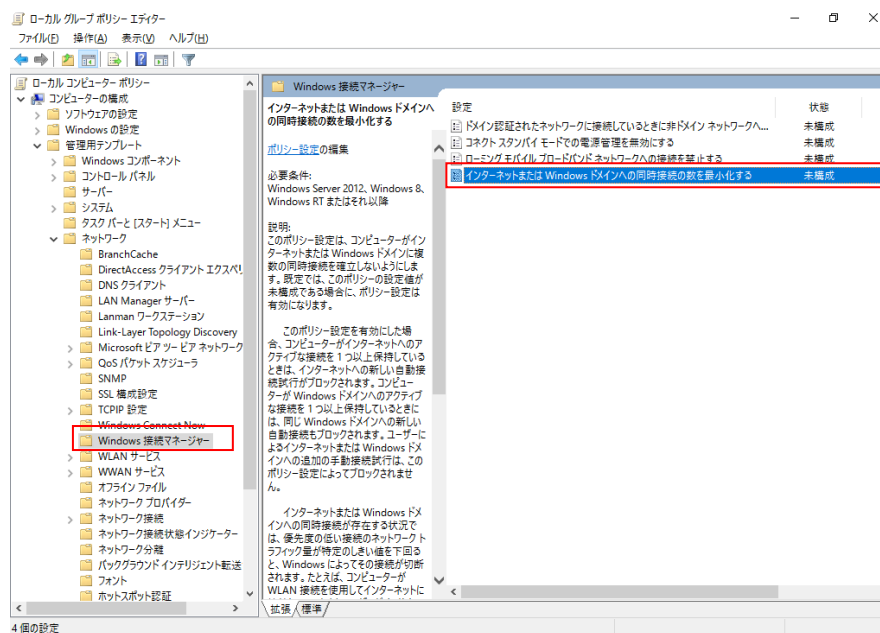 ローカル グループ ポリシー エディター
ファイル(F) 操作(A) 表示(V) ヘルプ(H)
ローカル コンピューター ポリシー
コンピューターの構成
ソフトウェアの設定
Windows の設定
管理用テンプレート
Windows コンポーネント
コントロール パネル
サーバー
システム
タスク バーと [スタート] メニュー
ネットワーク
BranchCache
DirectAccess クライアント エクスペリ
DNS クライアント
LAN Manager サーバー
Lanman ワークステーション
Link-Layer Topology Discovery
Microsoft ピア ツー ピア ネットワーク
QoS パケット スケジューラ
SNMP
SSL 構成設定
TCPIP 設定
Windows Connect Now
Windows 接続マネージャー
WLAN サービス
WWAN サービス
オフライン ファイル
ネットワーク プロバイダー
ネットワーク接続
ネットワーク接続状態インジケーター
ネットワーク分離
バックグラウンド インテリジェント転送
フォント
ホットスポット認証
Windows 接続マネージャー
インターネットまたは Windows ドメインへ
の同時接続の数を最小化する
ポリシー設定の編集
必要条件:
Windows Server 2012、Windows 8、
Windows RT またはそれ以降
説明:
このポリシー設定は、コンピューターがイン
ターネットまたは Windows ドメインに複
数の同時接続を確立しないようにしま
す。既定では、このポリシーの設定値が
未構成である場合に、ポリシー設定は
有効になります。
このポリシー設定を有効にした場
合、コンピューターがインターネットへのア
クティブな接続を 1 つ以上保持している
ときは、インターネットへの新しい自動接
続試行がブロックされます。コンピュー
ターが Windows ドメインへのアクティブ
な接続を 1 つ以上保持しているときに
は、同じ Windows ドメインへの新しい
自動接続もブロックされます。ユーザーに
よるインターネットまたは Windows ドメ
インへの追加の手動接続試行は、この
ポリシー設定によってブロックされませ
ん。
インターネットまたは Windows ドメイ
ンへの同時接続が存在する状況で
は、優先度の低い接続のネットワークト
ラフィック量が特定のしきい値を下回る
と、Windows によってその接続が切断
されます。たとえば、コンピューターが
WLAN 接続を使用してインターネットに
設定 状態
ドメイン認証されたネットワークに接続しているときに非ドメイン ネットワークへ... 未構成
コネクト スタンバイ モードでの電源管理を無効にする 未構成
ローミング モバイル ブロードバンド ネットワークへの接続を禁止する 未構成
インターネットまたは Windows ドメインへの同時接続の数を最小化する 未構成
拡張 標準
4 個の設定